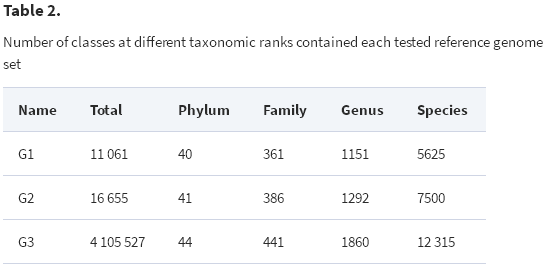 Table 2.
Number of classes at different taxonomic ranks contained each tested reference genome
set
Name Total Phylum Family Genus Species
G1 11 061 40 361 1151 5625
G2 16 655 41 386 1292 7500
G3 4 105 527 44 441 1860 12 315